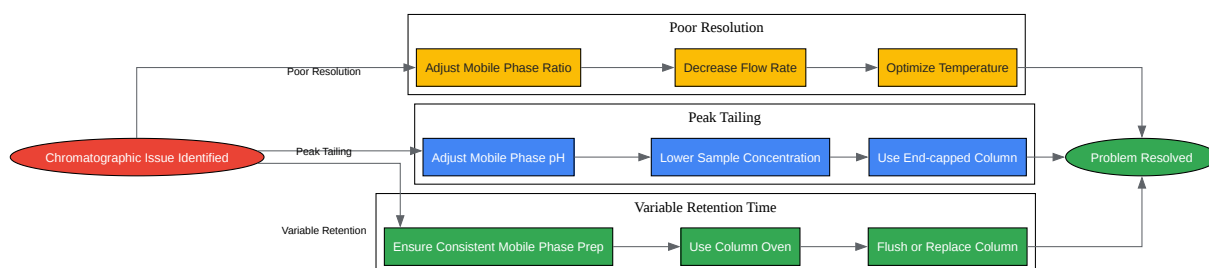 Poor Resolution
Poor Resolution
Adjust Mobile Phase Ratio
Decrease Flow Rate
Optimize Temperature
Chromatographic Issue Identified
Peak Tailing
Peak Tailing
Adjust Mobile Phase pH
Lower Sample Concentration
Use End-capped Column
Problem Resolved
Variable Retention
Variable Retention Time
Ensure Consistent Mobile Phase Prep
Use Column Oven
Flush or Replace Column